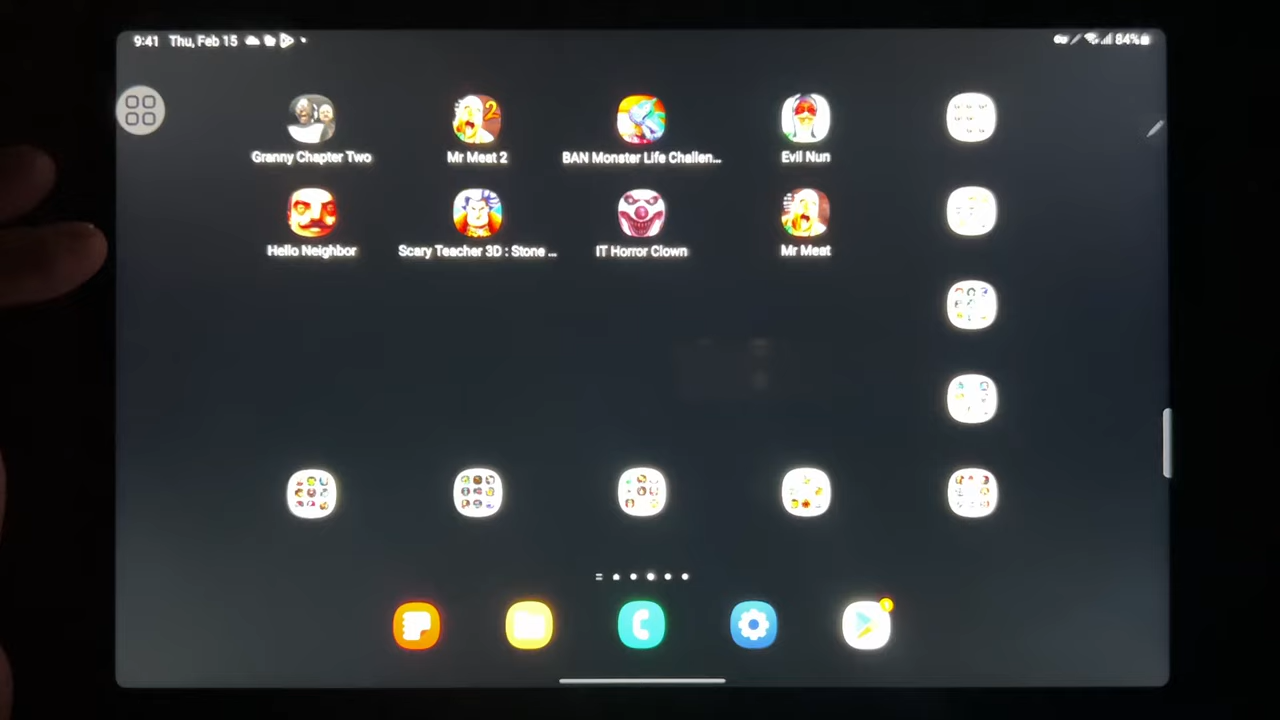 9:41 Thu, Feb 15 84%
Granny Chapter Two Mr Meat 2 BAN Monster Life Challen... Evil Nun
Hello Neighbor Scary Teacher 3D : Stone ... IT Horror Clown Mr Meat